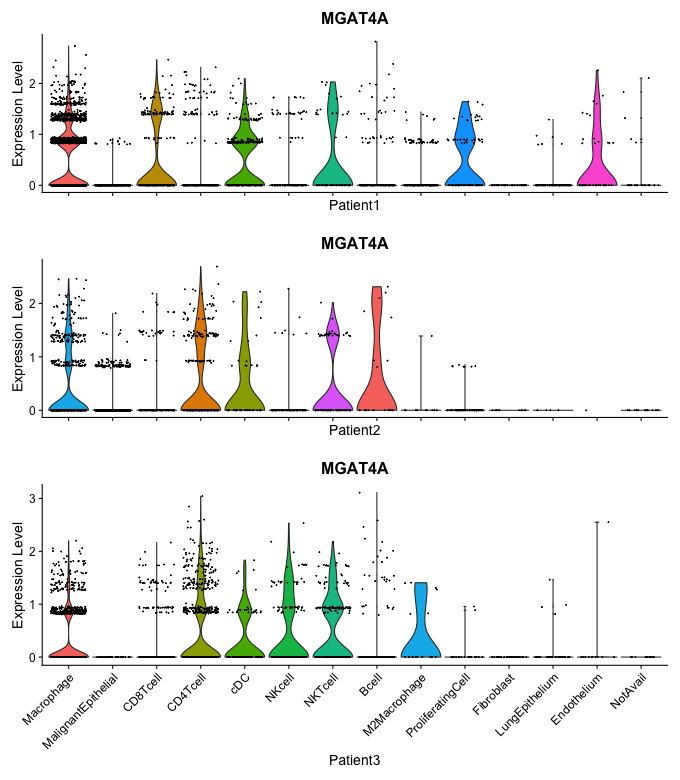 MGAT4A
Expression Level
2
1
0
Patient1
MGAT4A
Expression Level
2
1
0
Patient2
MGAT4A
Expression Level
3
2
1
0
Macrophage
MalignantEpithelial
CD8Tcell
CD4Tcell
cDC
NKcell
NKTcell
Bcell
M2Macrophage
ProliferatingCell
Fibroblast
LungEpithelium
Endothelium
NotAvail
Patient3